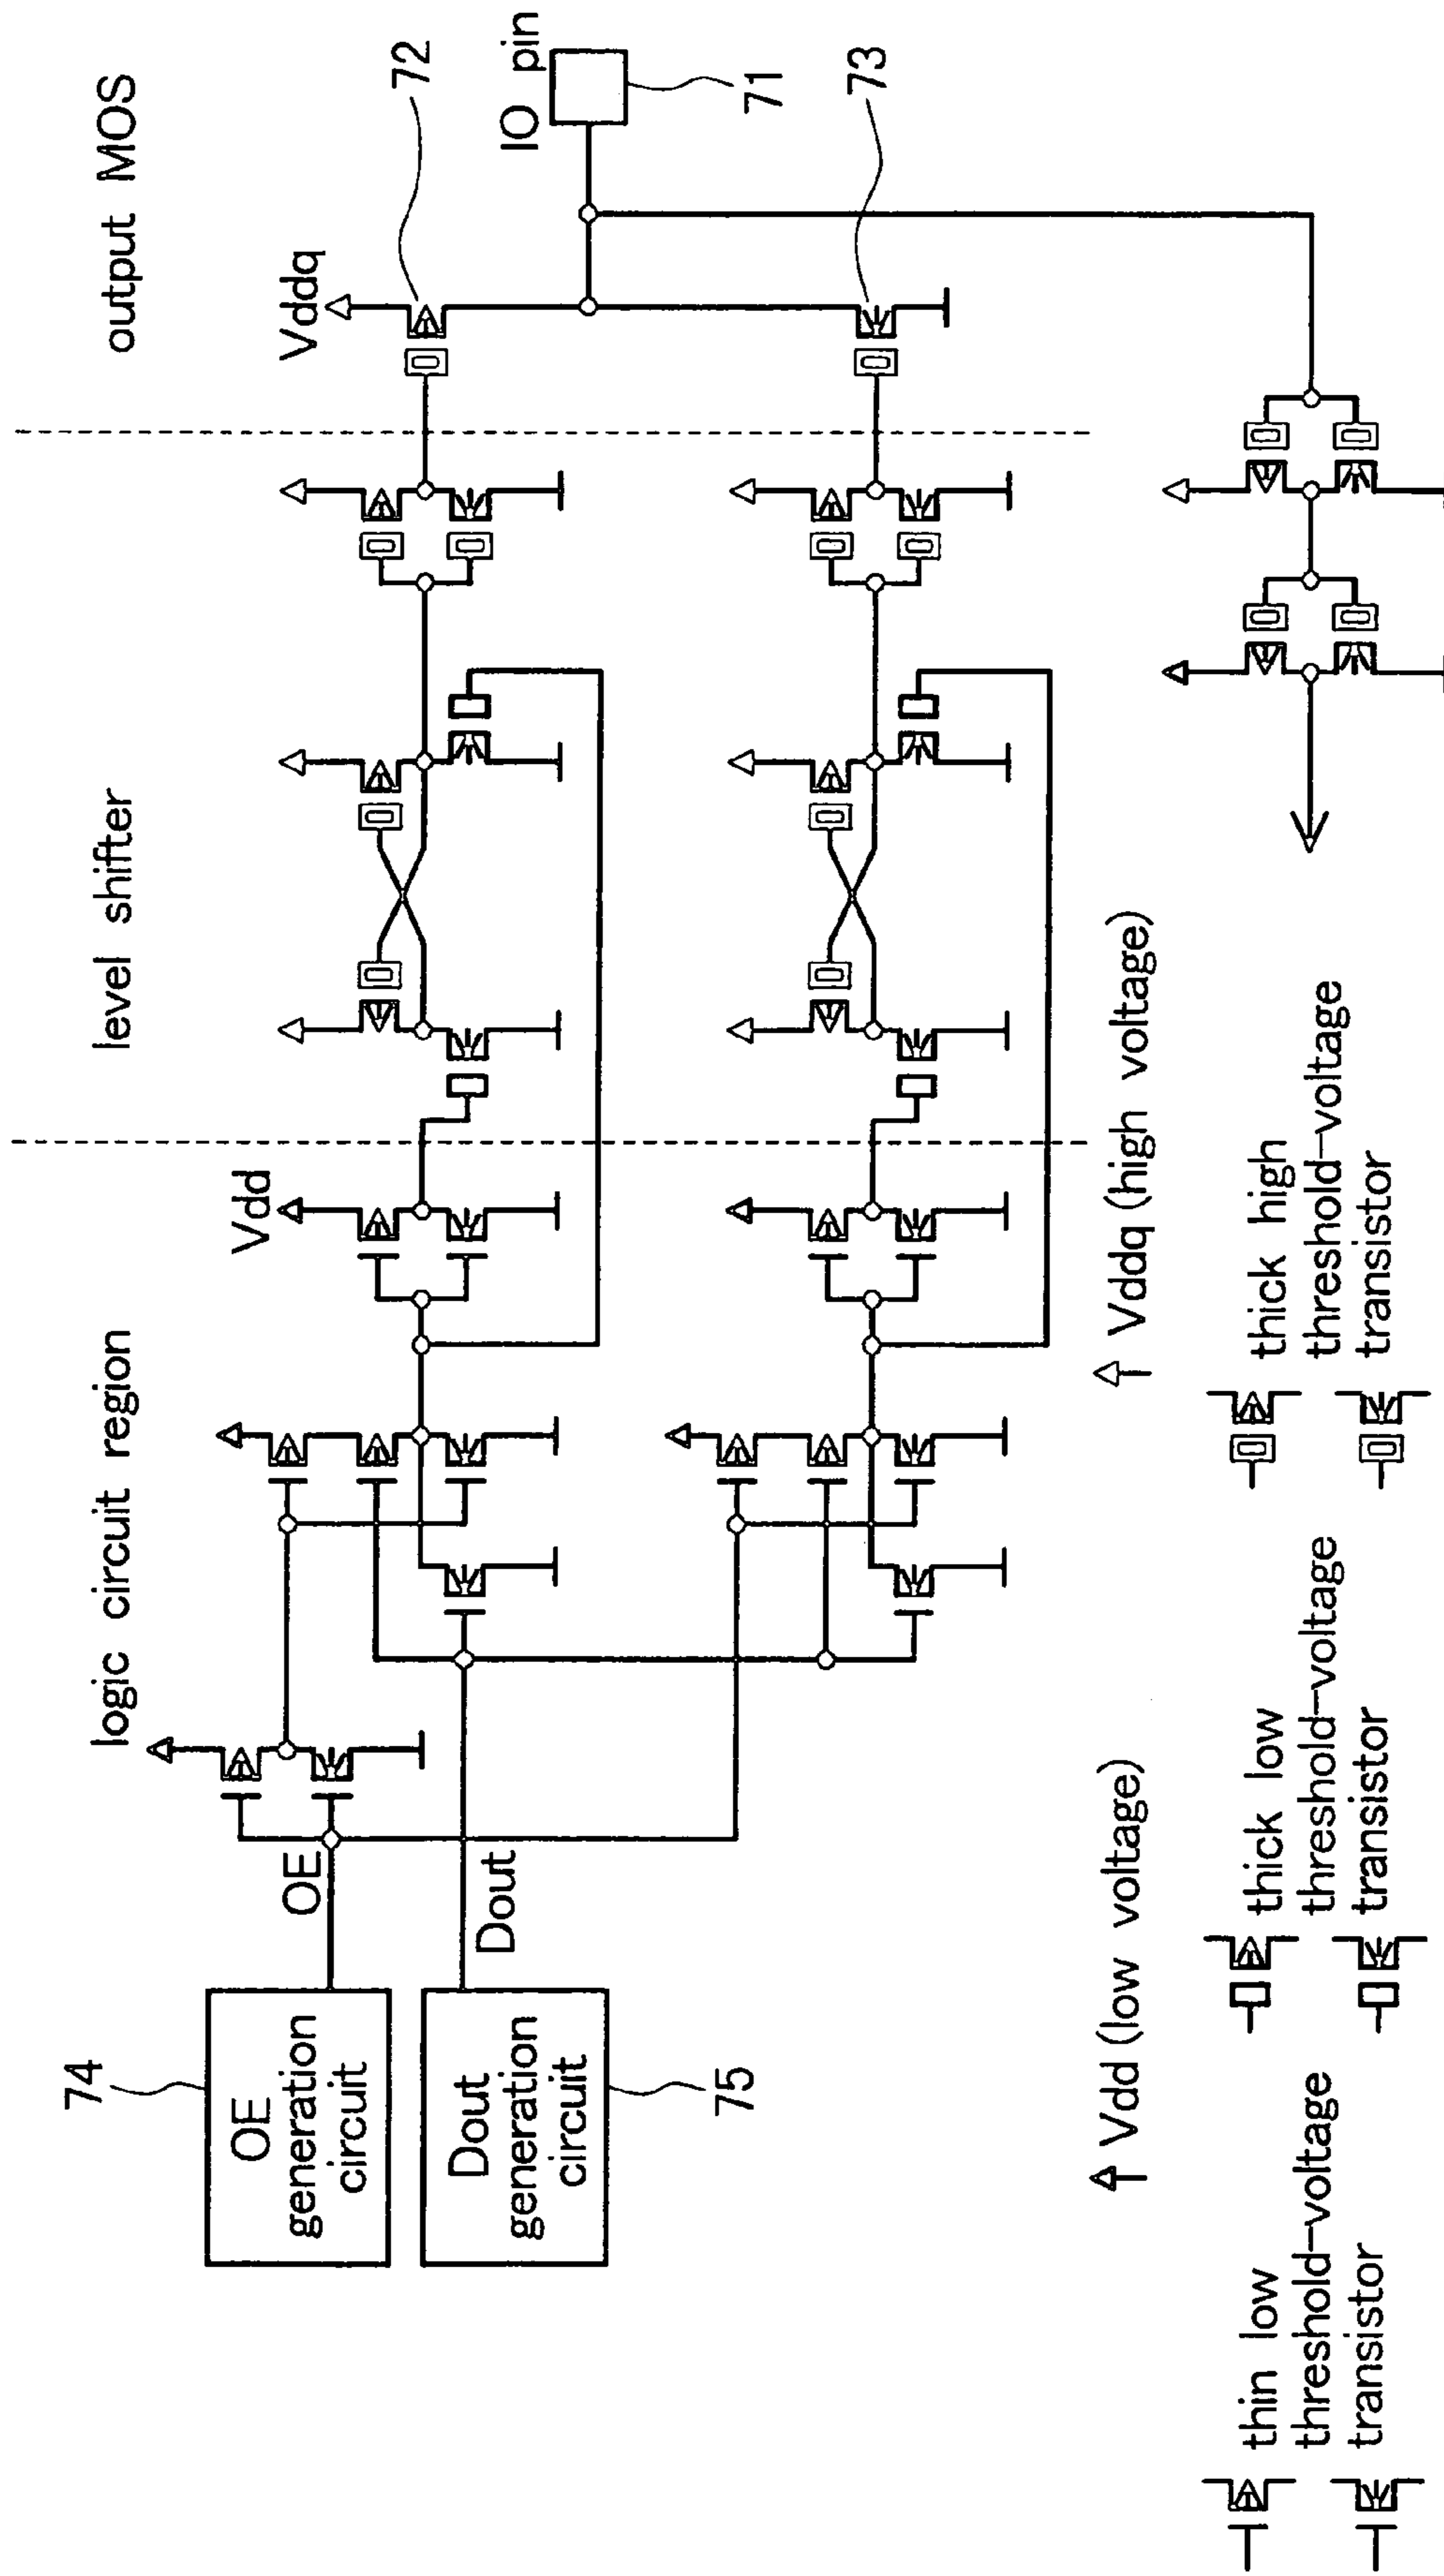 logic circuit region
level shifter
output MOS
74
OE
generation
circuit
OE
Dout
generation
circuit
75
Dout
Vdd
Vddq
72
IO pin
71
73
Vdd (low voltage)
Vddq (high voltage)
thin low
threshold-voltage
transistor
thick low
threshold-voltage
transistor
thick high
threshold-voltage
transistor